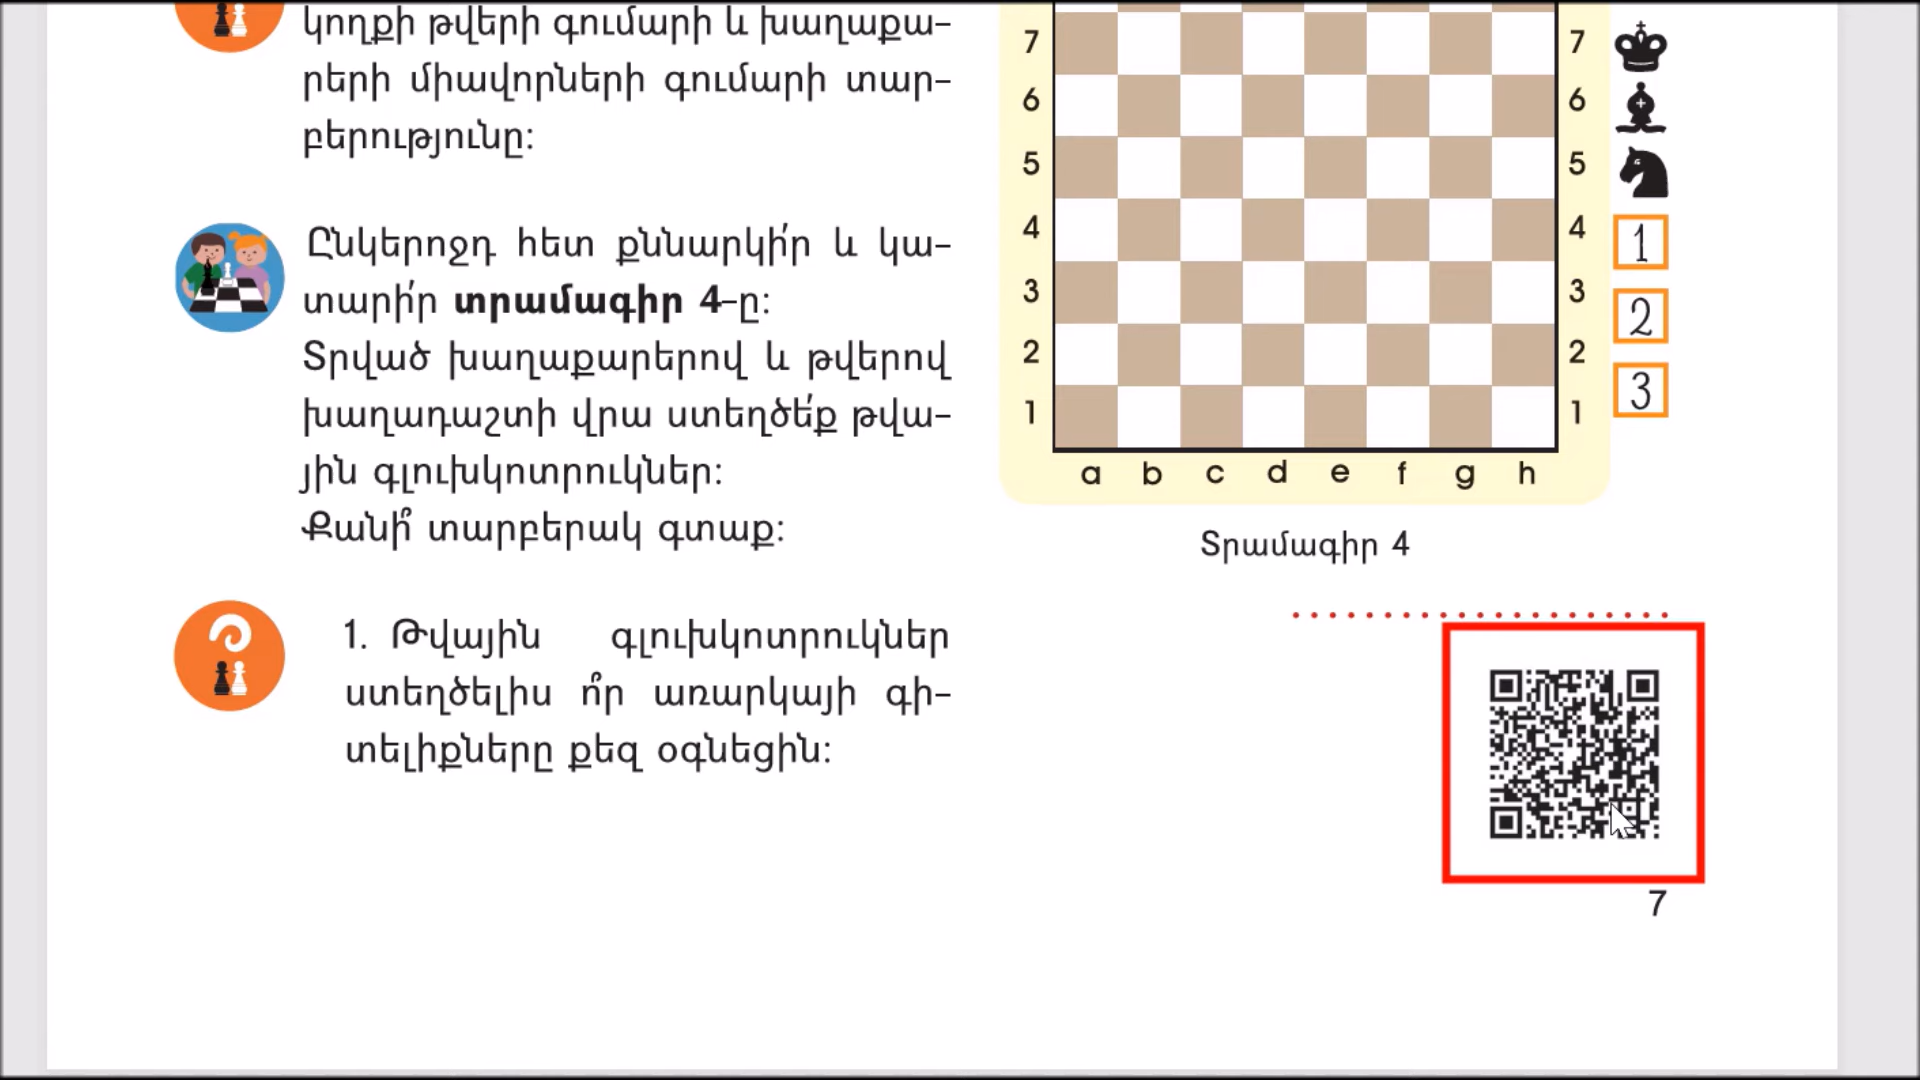 կողքի թվերի գումարի և խաղաքա-
րերի միավորների գումարի տար-
բերությունը:
Ընկերոջդ հետ քննարկի՛ր և կա-
տարի՛ր տրամագիր 4-ը:
Տրված խաղաքարերով և թվերով
խաղադաշտի վրա ստեղծե՛ք թվա-
յին գլուխկոտրուկներ:
Քանի՞ տարբերակ գտաք:
1. Թվային գլուխկոտրուկներ
ստեղծելիս ո՞ր առարկայի գի-
տելիքները քեզ օգնեցին:
7 7
6 6
5 5
4 4 1
3 3 2
2 2
1 1 3
a b c d e f g h
Տրամագիր 4
7